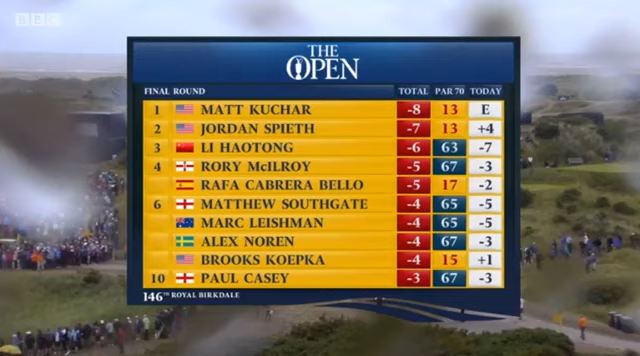 BBC
THE
OPEN
FINAL ROUND TOTAL PAR 70 TODAY
1 MATT KUCHAR -8 13 E
2 JORDAN SPIETH -7 13 +4
3 LI HAOTONG -6 63 -7
4 RORY McILROY -5 67 -3
RAFA CABRERA BELLO -5 17 -2
6 MATTHEW SOUTHGATE -4 65 -5
MARC LEISHMAN -4 65 -5
ALEX NOREN -4 67 -3
BROOKS KOEPKA -4 15 +1
10 PAUL CASEY -3 67 -3
146TH ROYAL BIRKDALE